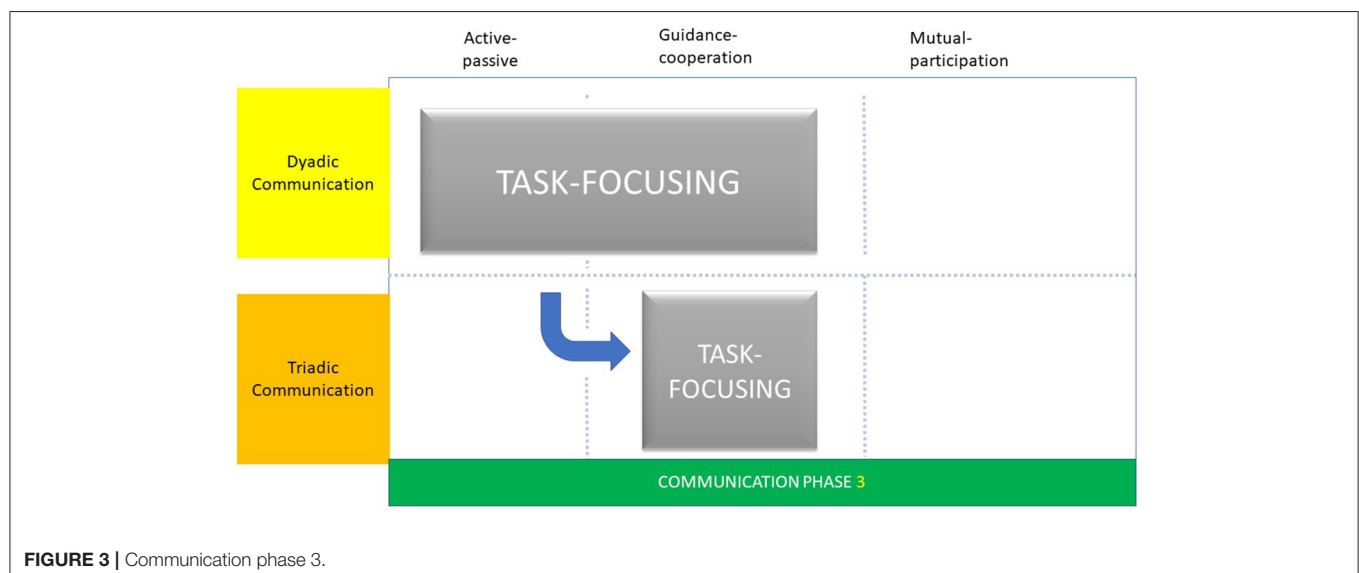 Active-
passive
Guidance-
cooperation
Mutual-
participation
Dyadic
Communication
TASK-FOCUSING
Triadic
Communication
TASK-
FOCUSING
COMMUNICATION PHASE 3
FIGURE 3 | Communication phase 3.